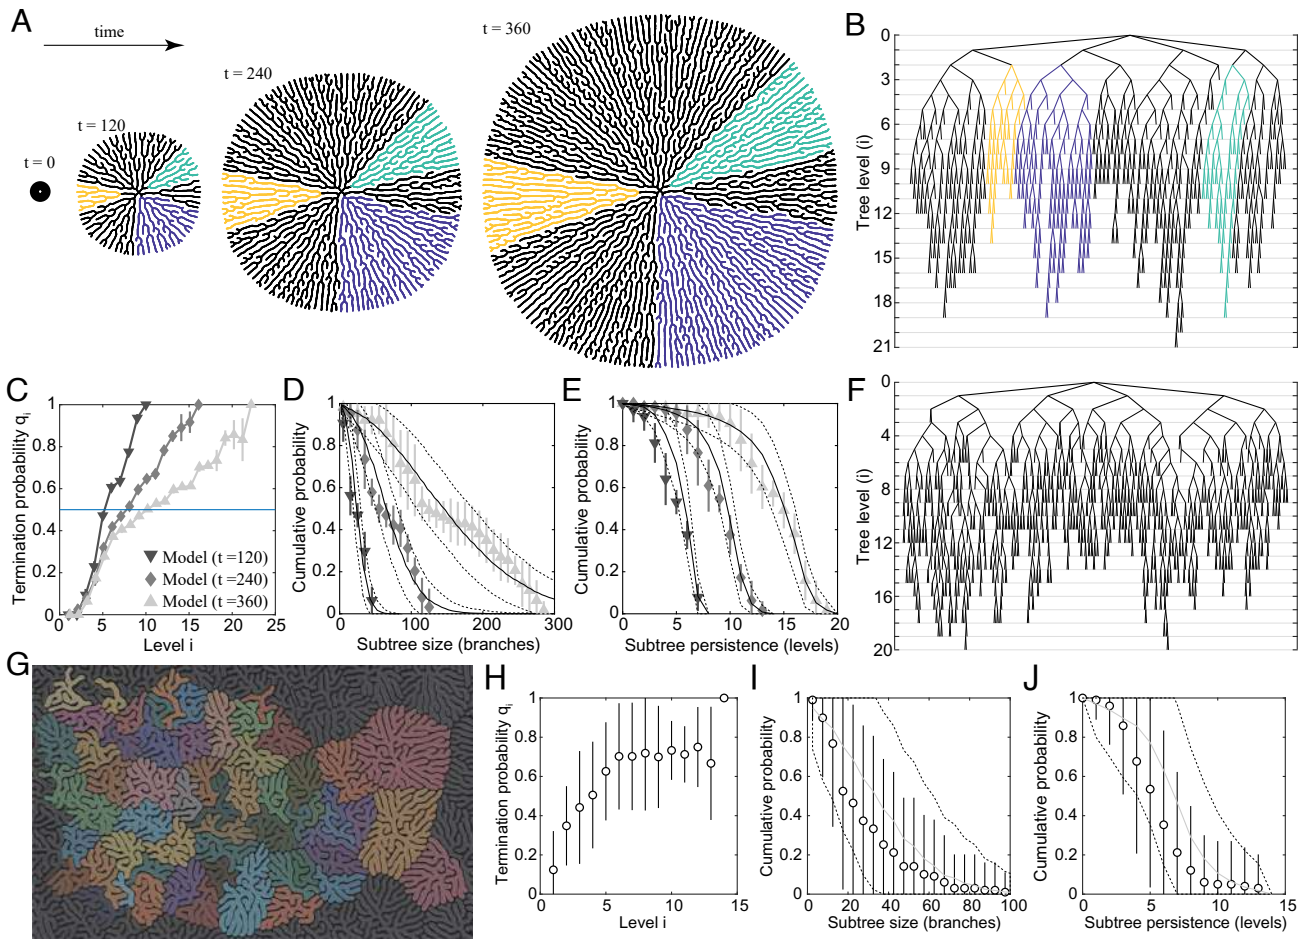 A
time
t = 0
t = 120
t = 240
t = 360
B
Tree level (i)
0
3
6
9
12
15
18
21
C
Termination probability qi
1
0.8
0.6
0.4
0.2
0
Model (t =120)
Model (t =240)
Model (t =360)
0 5 10 15 20 25
Level i
D
Cumulative probability
1
0.8
0.6
0.4
0.2
0
0 100 200 300
Subtree size (branches)
E
Cumulative probability
1
0.8
0.6
0.4
0.2
0
0 5 10 15 20
Subtree persistence (levels)
F
Tree level (i)
0
2
4
6
8
10
12
14
16
18
20
G
H
Termination probability qi
1
0.8
0.6
0.4
0.2
0
0 5 10 15
Level i
I
Cumulative probability
1
0.8
0.6
0.4
0.2
0
0 20 40 60 80 100
Subtree size (branches)
J
Cumulative probability
1
0.8
0.6
0.4
0.2
0
0 5 10 15
Subtree persistence (levels)